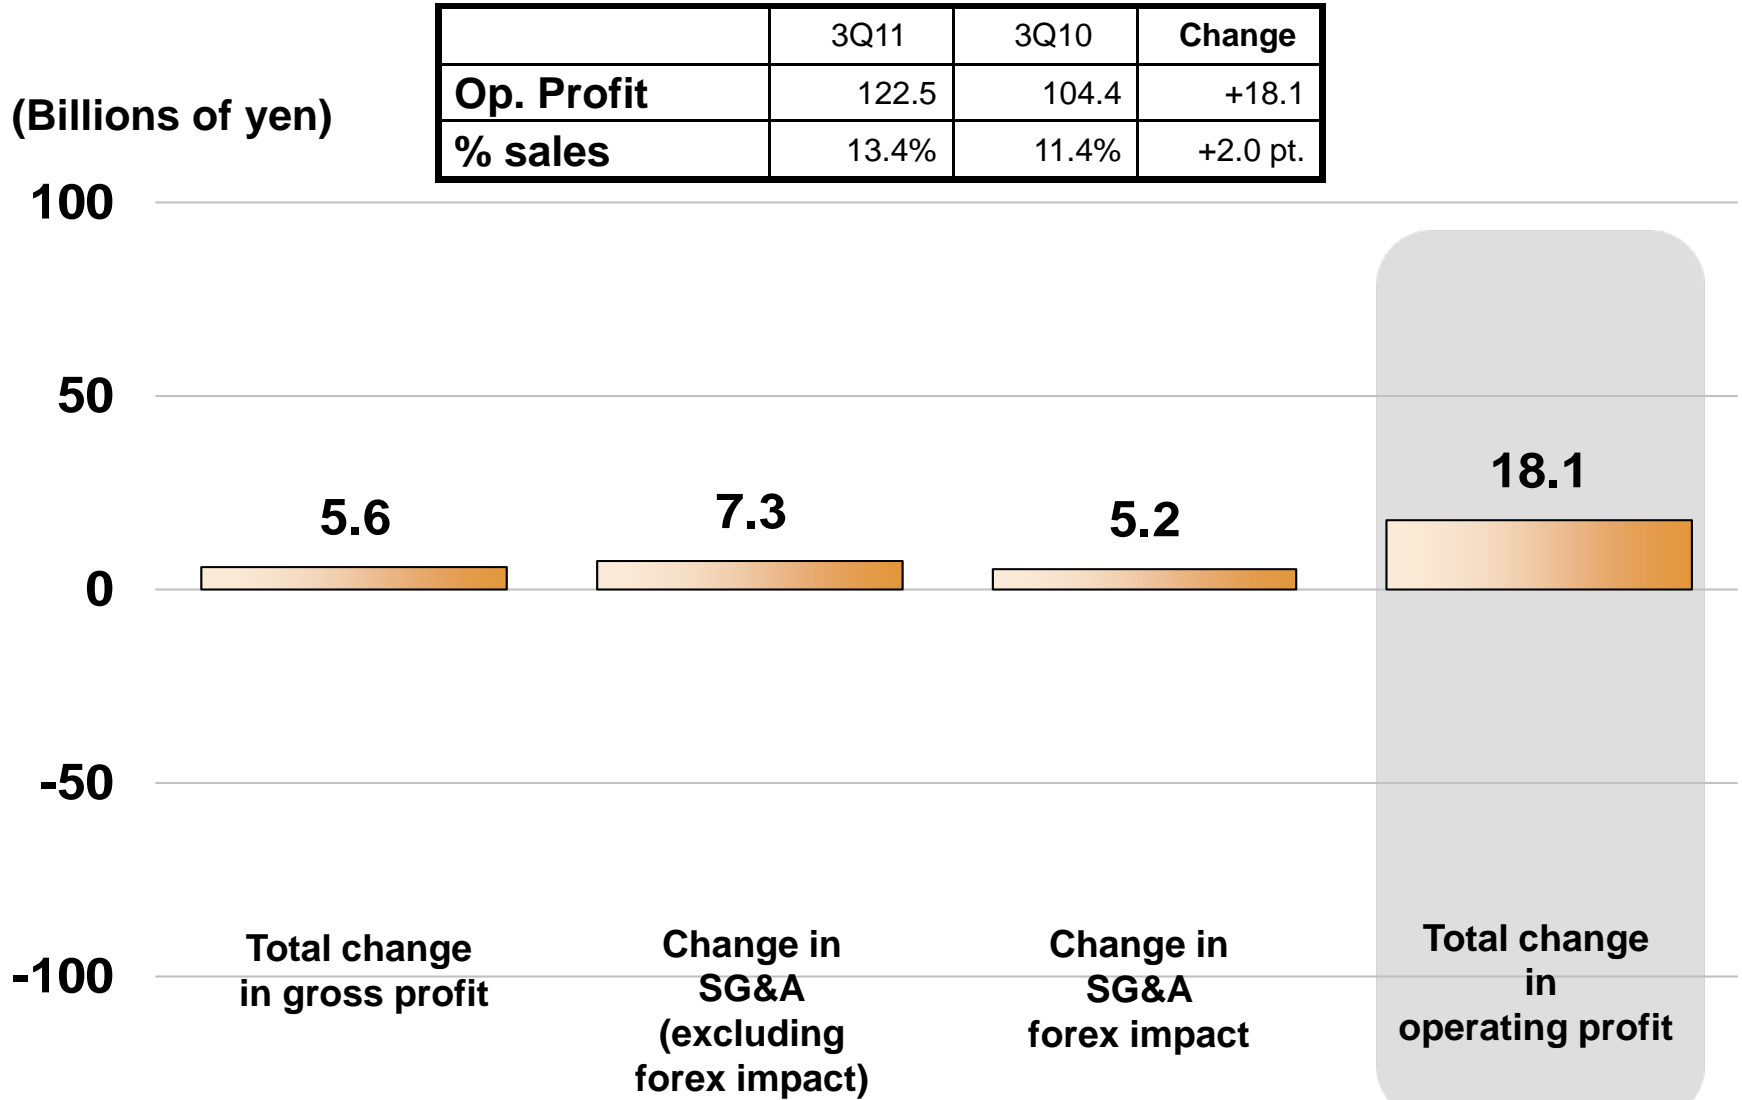 3Q11 3Q10 Change
Op. Profit 122.5 104.4 +18.1
% sales 13.4% 11.4% +2.0 pt.
(Billions of yen)
100
50
0
-50
-100
5.6
7.3
5.2
18.1
Total change
in gross profit
Change in
SG&A
(excluding
forex impact)
Change in
SG&A
forex impact
Total change
in
operating profit